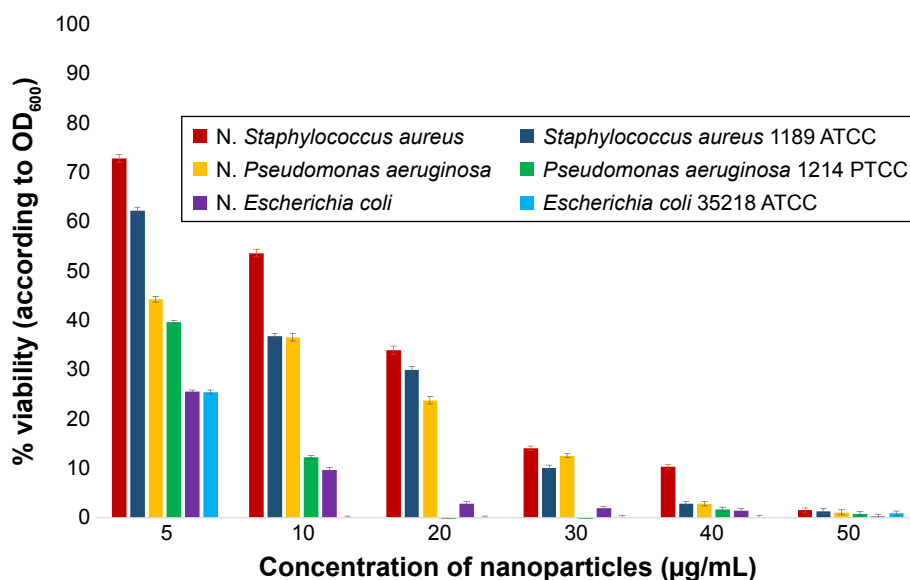 % viability (according to OD600)
100
90
80
70
60
50
40
30
20
10
0
N. Staphylococcus aureus
Staphylococcus aureus 1189 ATCC
N. Pseudomonas aeruginosa
Pseudomonas aeruginosa 1214 PTCC
N. Escherichia coli
Escherichia coli 35218 ATCC
5 10 20 30 40 50
Concentration of nanoparticles (µg/mL)